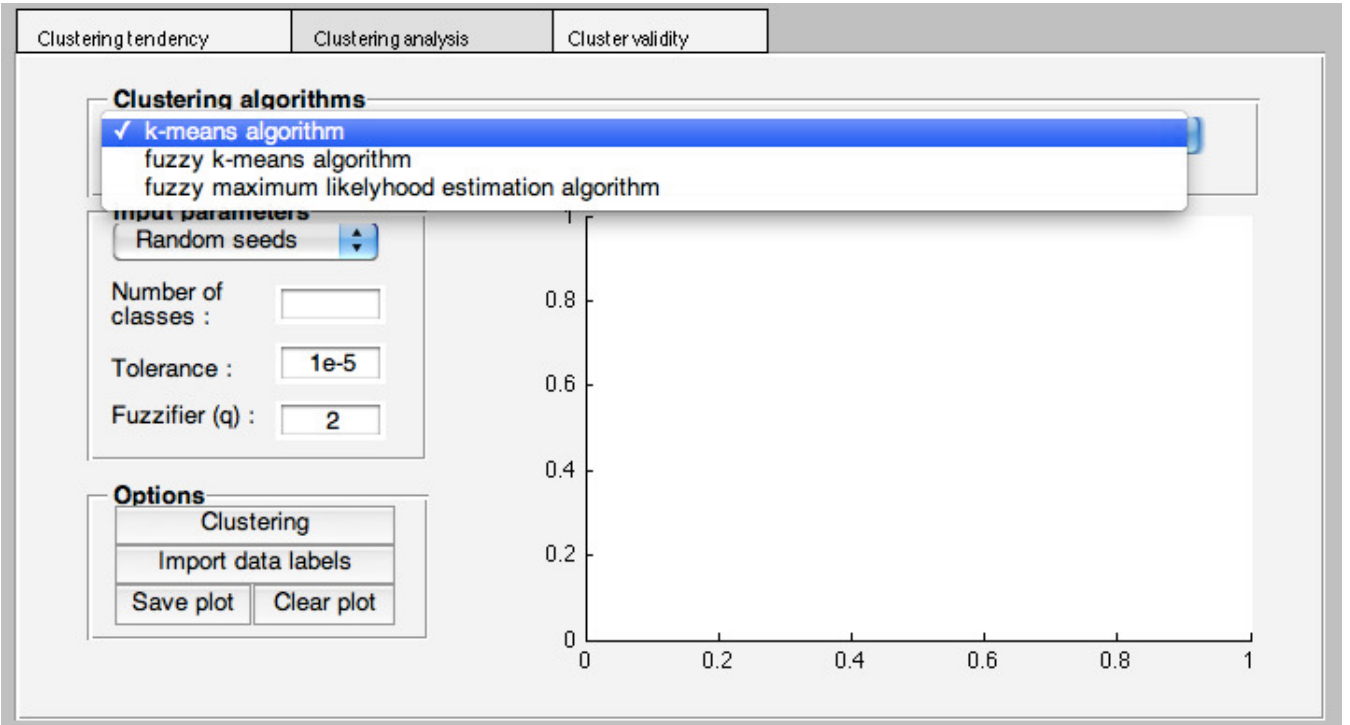 Clustering tendency
Clustering analysis
Cluster validity
Clustering algorithms
✓ k-means algorithm
fuzzy k-means algorithm
fuzzy maximum likelyhood estimation algorithm
Input parameters
Random seeds
Number of
classes :
Tolerance : 1e-5
Fuzzifier (q) : 2
Options
Clustering
Import data labels
Save plot Clear plot
1
0.8
0.6
0.4
0.2
0
0 0.2 0.4 0.6 0.8 1